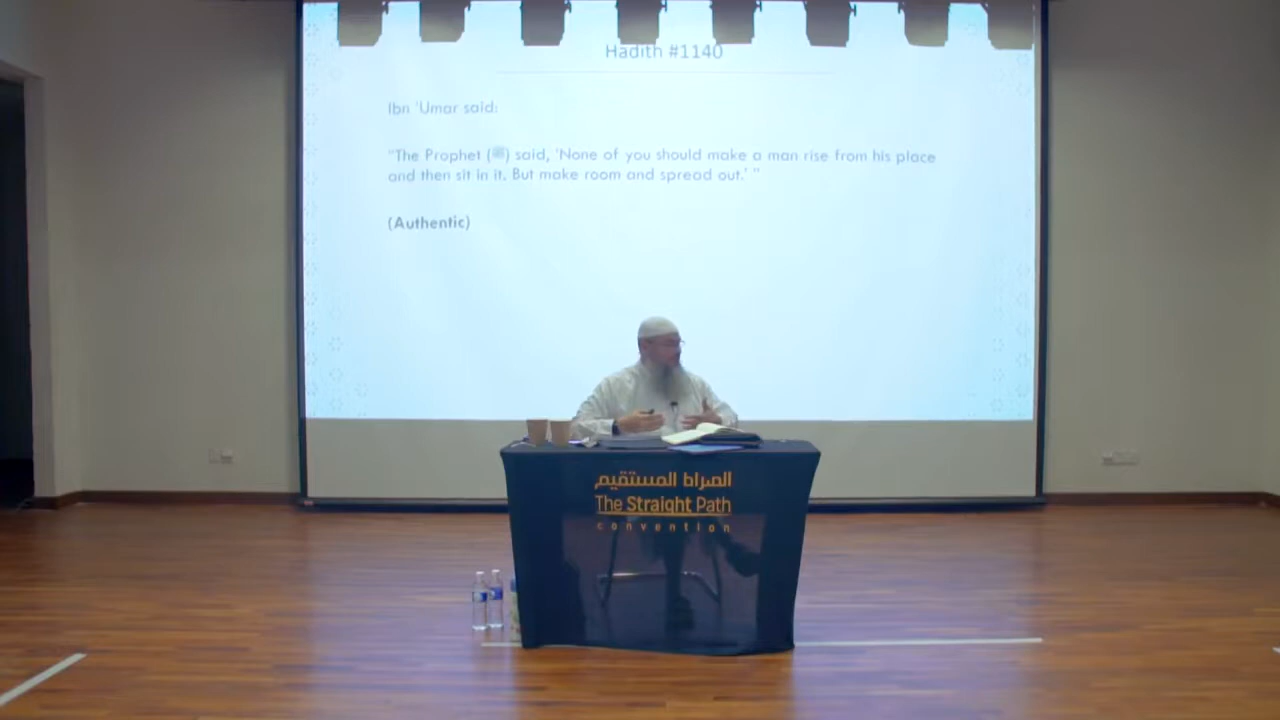 Hadith #1140
Ibn 'Umar said:
"The Prophet (ﷺ) said, 'None of you should make a man rise from his place
and then sit in it. But make room and spread out.' "
(Authentic)
الصراط المستقيم
The Straight Path
convention